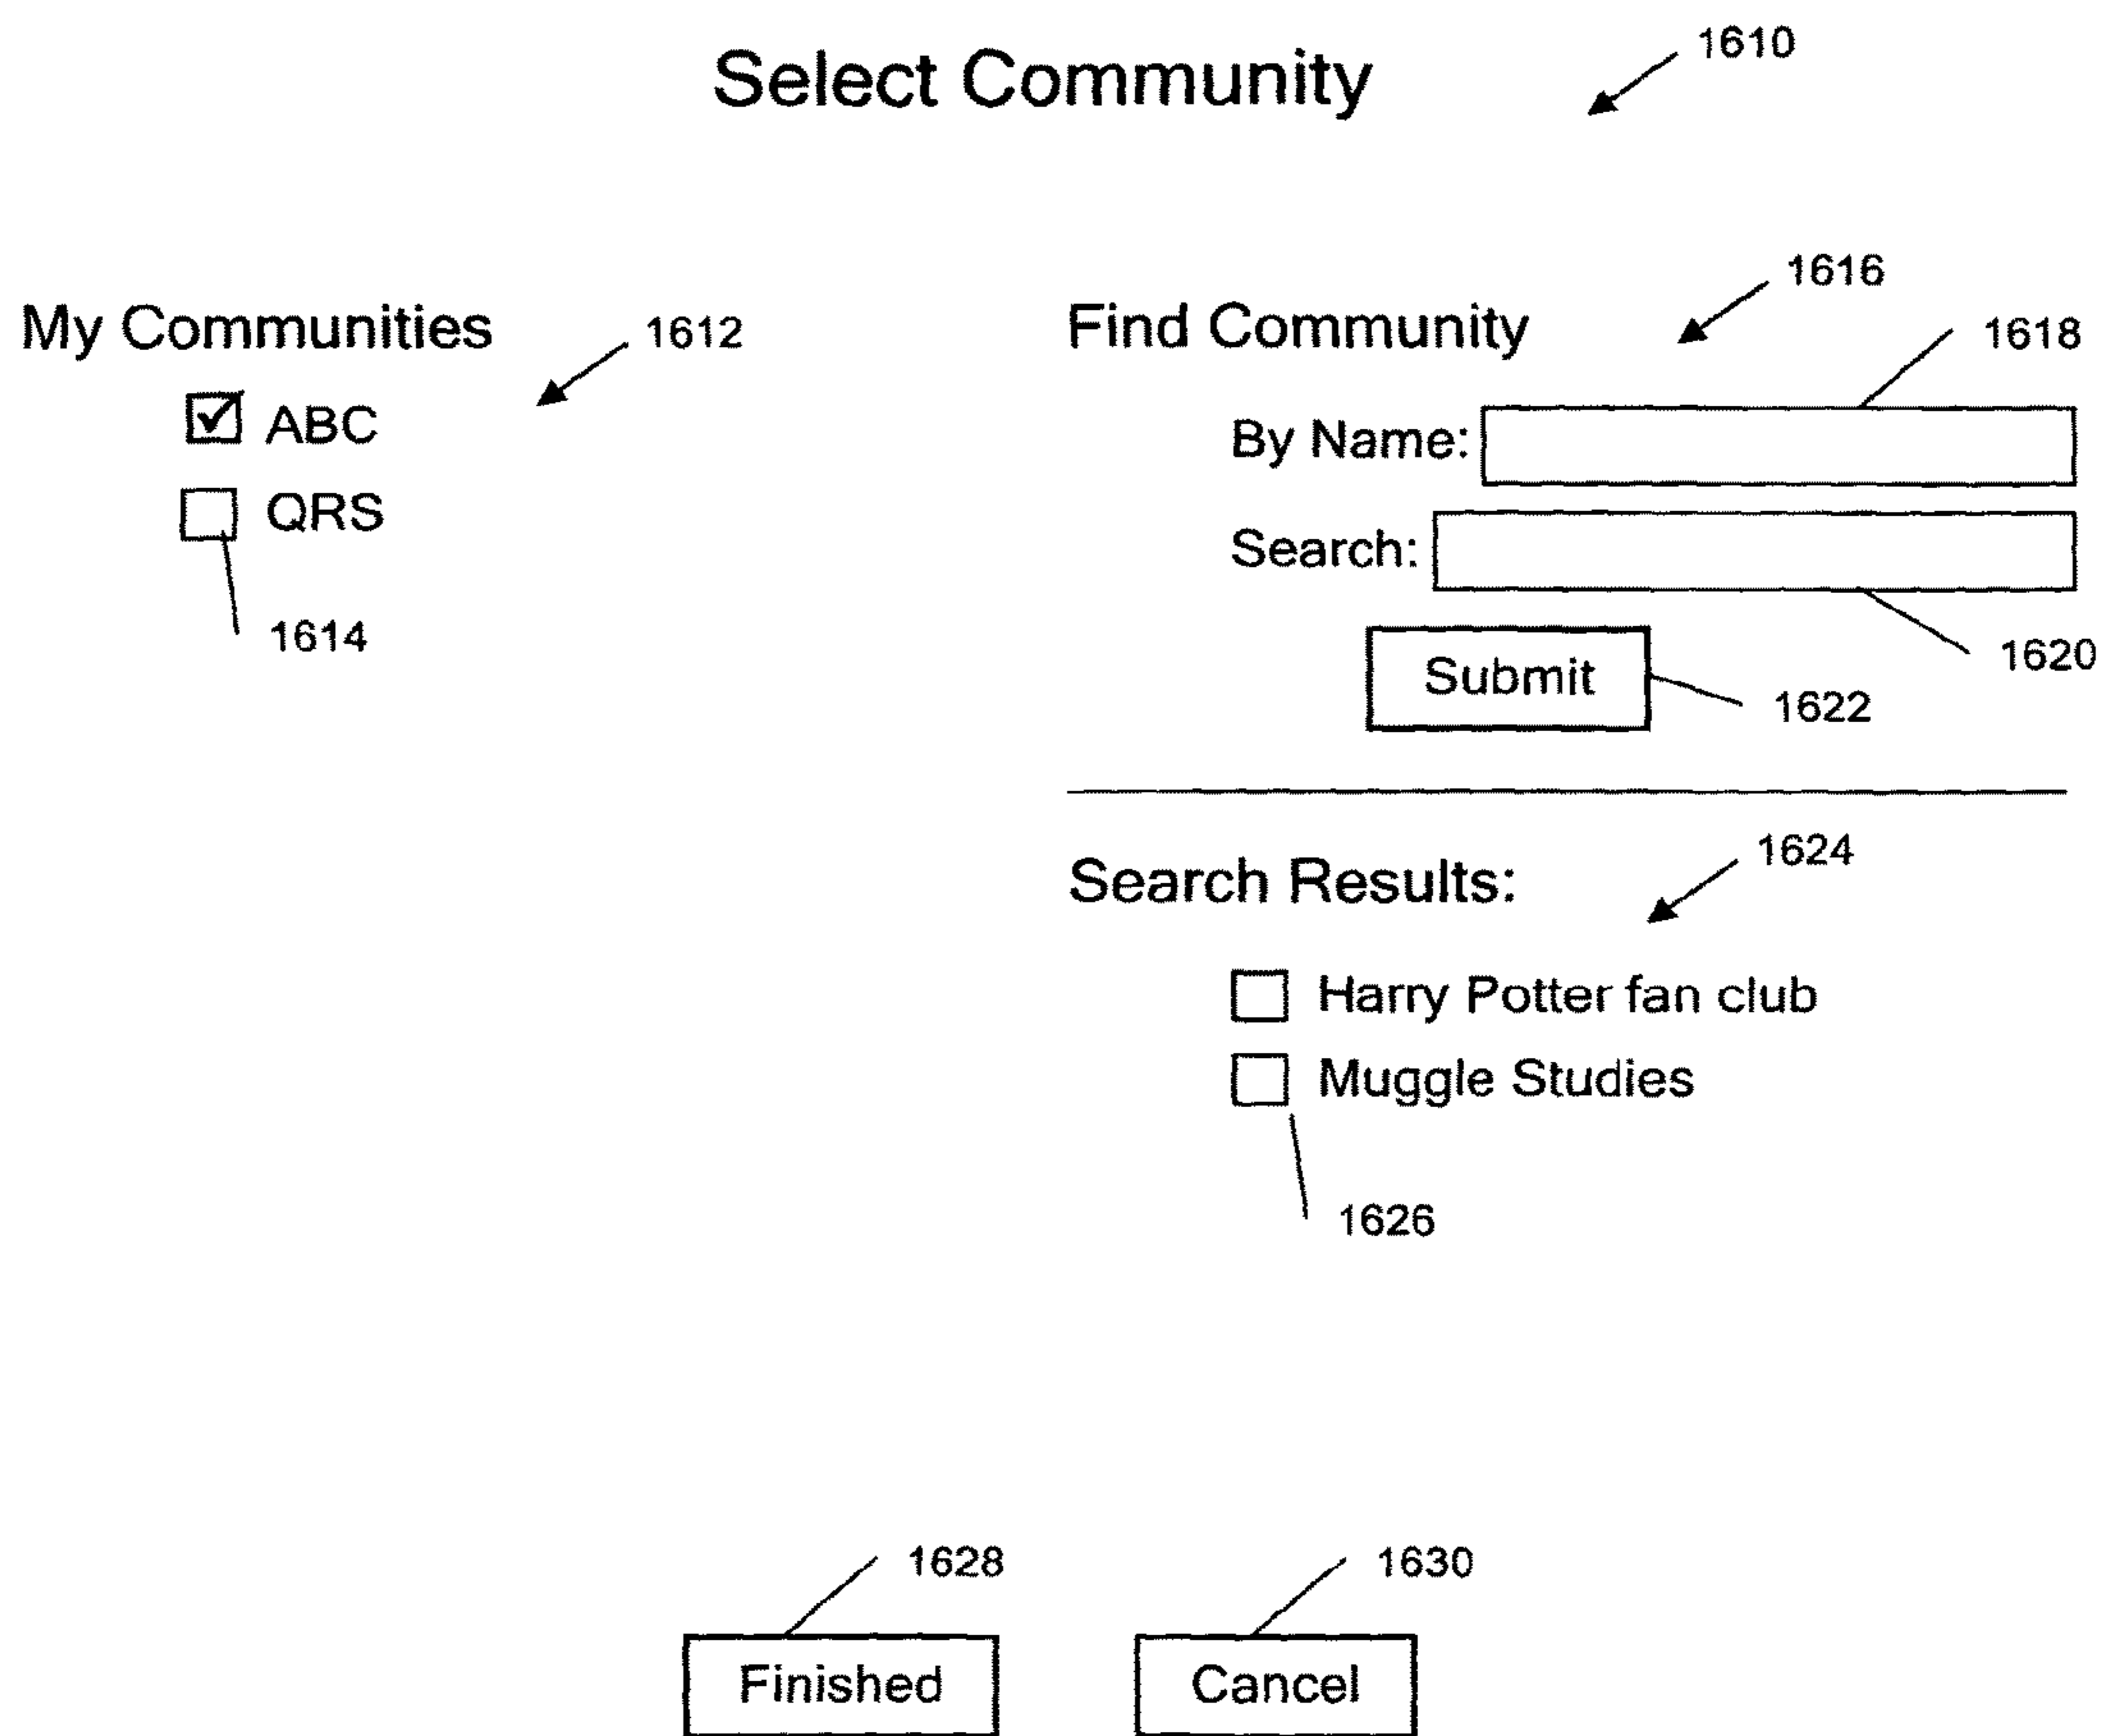 Select Community
1610
My Communities
1612
ABC
QRS
1614
Find Community
1616
1618
By Name:
Search:
1620
Submit
1622
Search Results:
1624
Harry Potter fan club
Muggle Studies
1626
1628
1630
Finished
Cancel